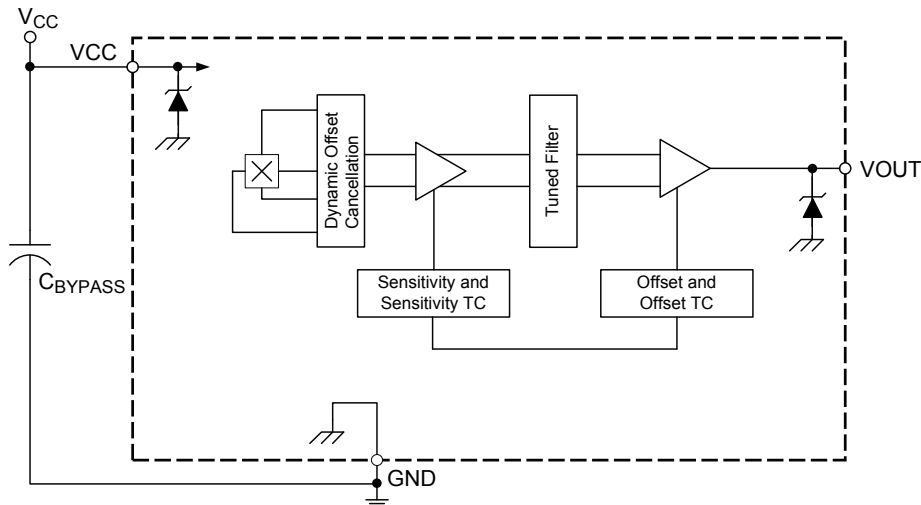 VCC
VCC
Dynamic Offset
Cancellation
Tuned Filter
VOUT
CBYPASS
Sensitivity and
Sensitivity TC
Offset and
Offset TC
GND